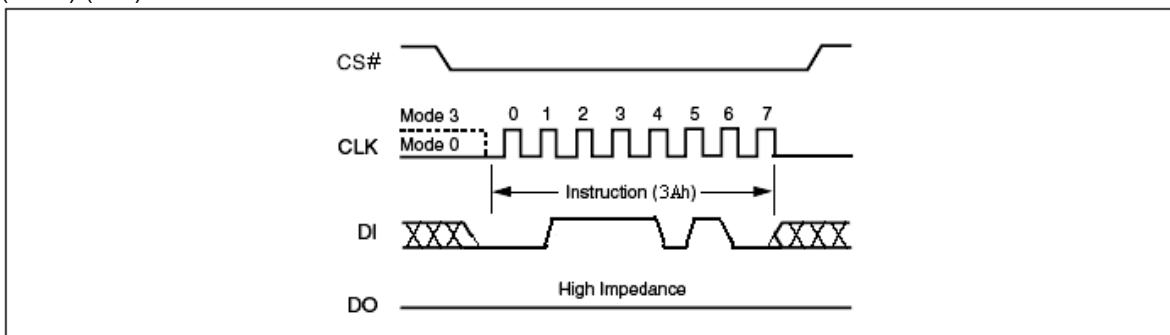 CS#
Mode 3
0 1 2 3 4 5 6 7
CLK
Mode 0
Instruction (3Ah)
DI
High Impedance
DO